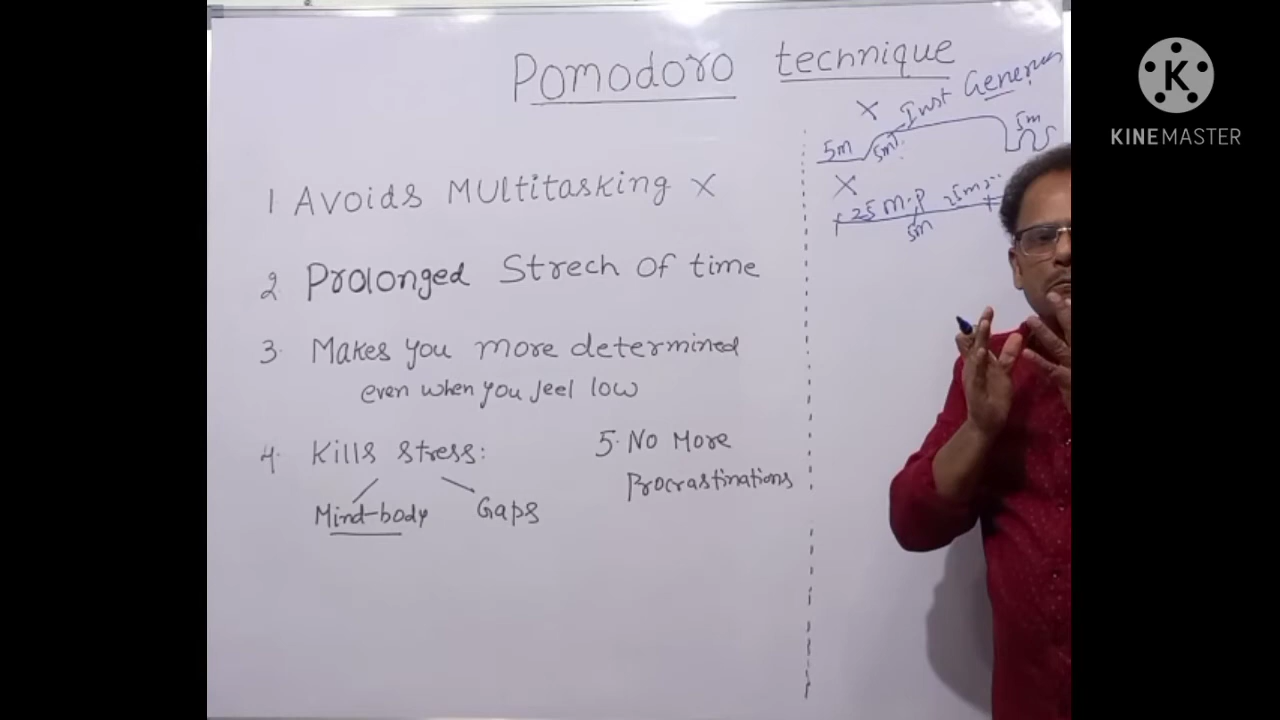 Pomodoro technique
1 Avoids Multitasking X
2 Prolonged Strech of time
3. Makes you more determined
even when you feel low
4. Kills stress:
Mind-body
Gaps
5. No More
Procrastinations
X Just Generus
5m
5m
5m
X
25 M.P 25m
5m
KINEMASTER